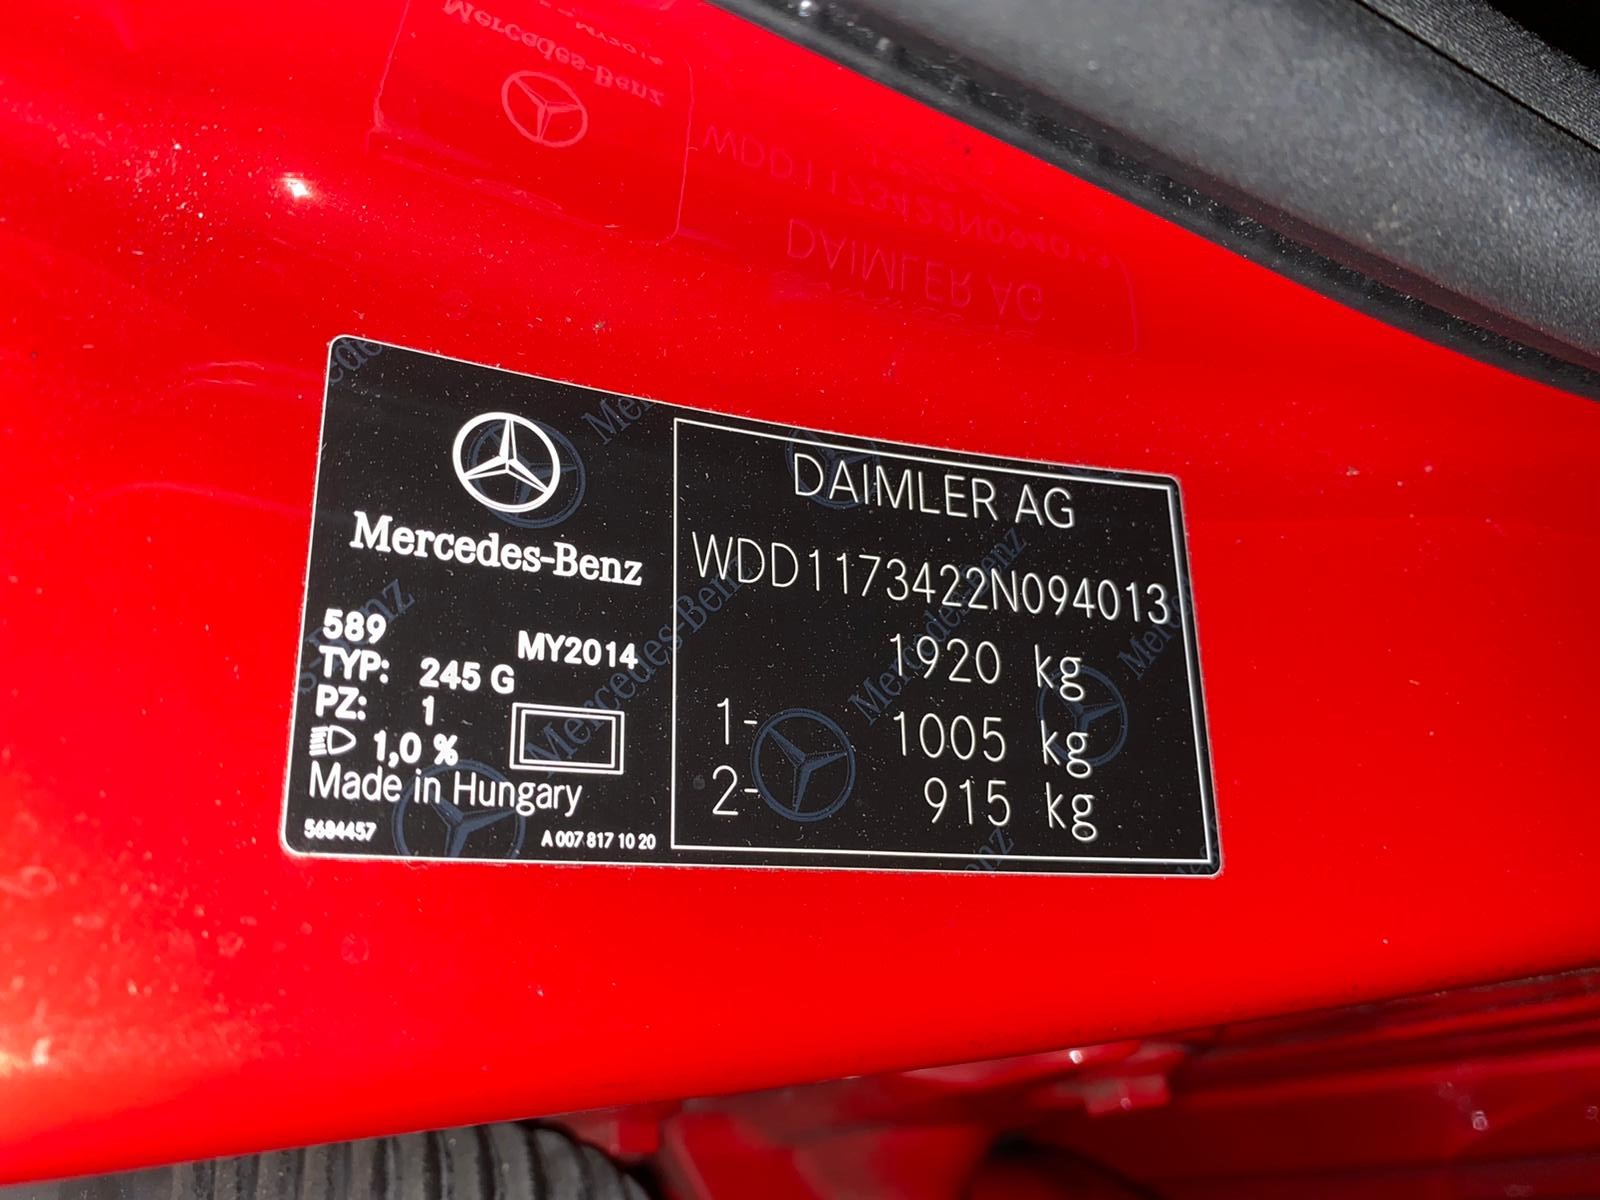 Mercedes-Benz
589
MY2014
TYP: 245 G
PZ: 1
1,0 %
Made in Hungary
5684457
A 007 817 10 20
DAIMLER AG
WDD1173422N094013
1920 kg
1- 1005 kg
2- 915 kg